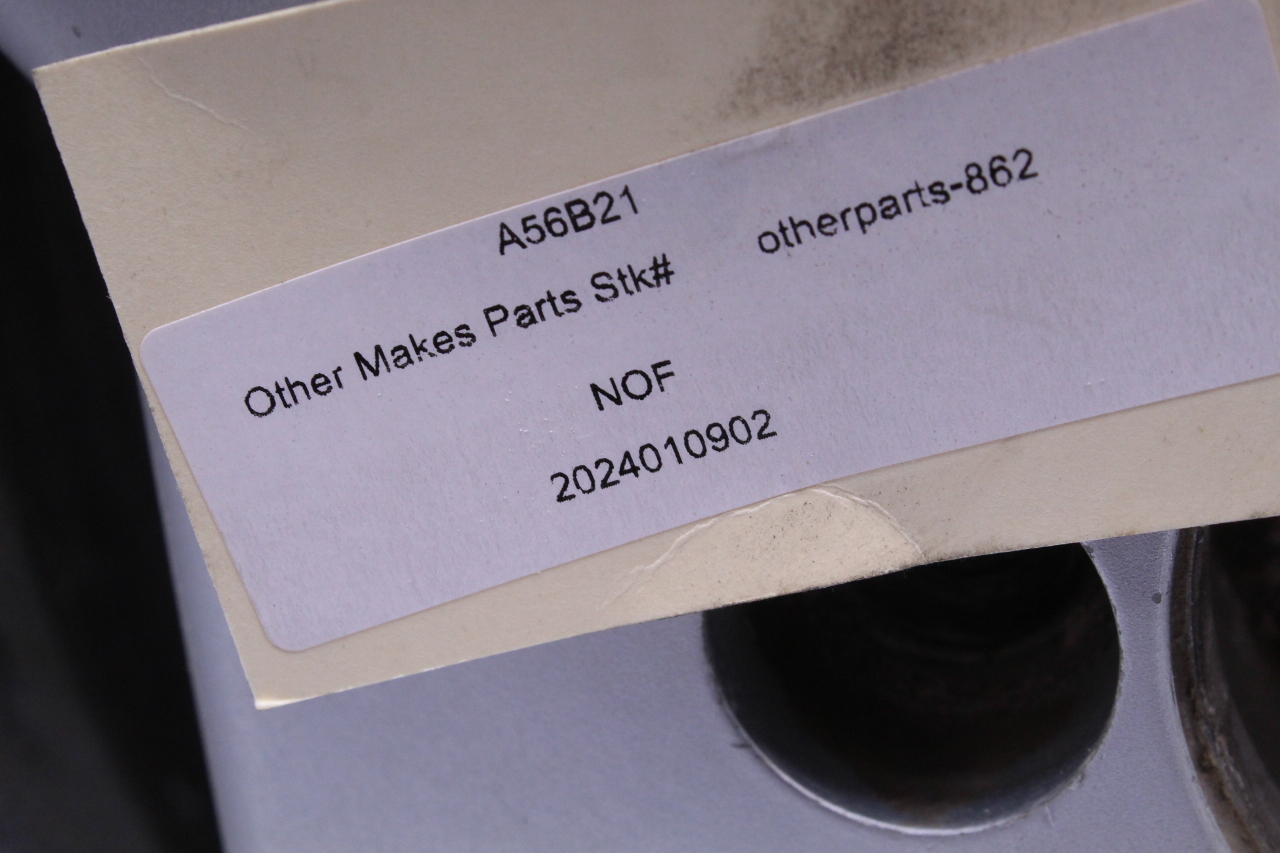 A56B21
Other Makes Parts Stk# otherparts-862
NOF
2024010902